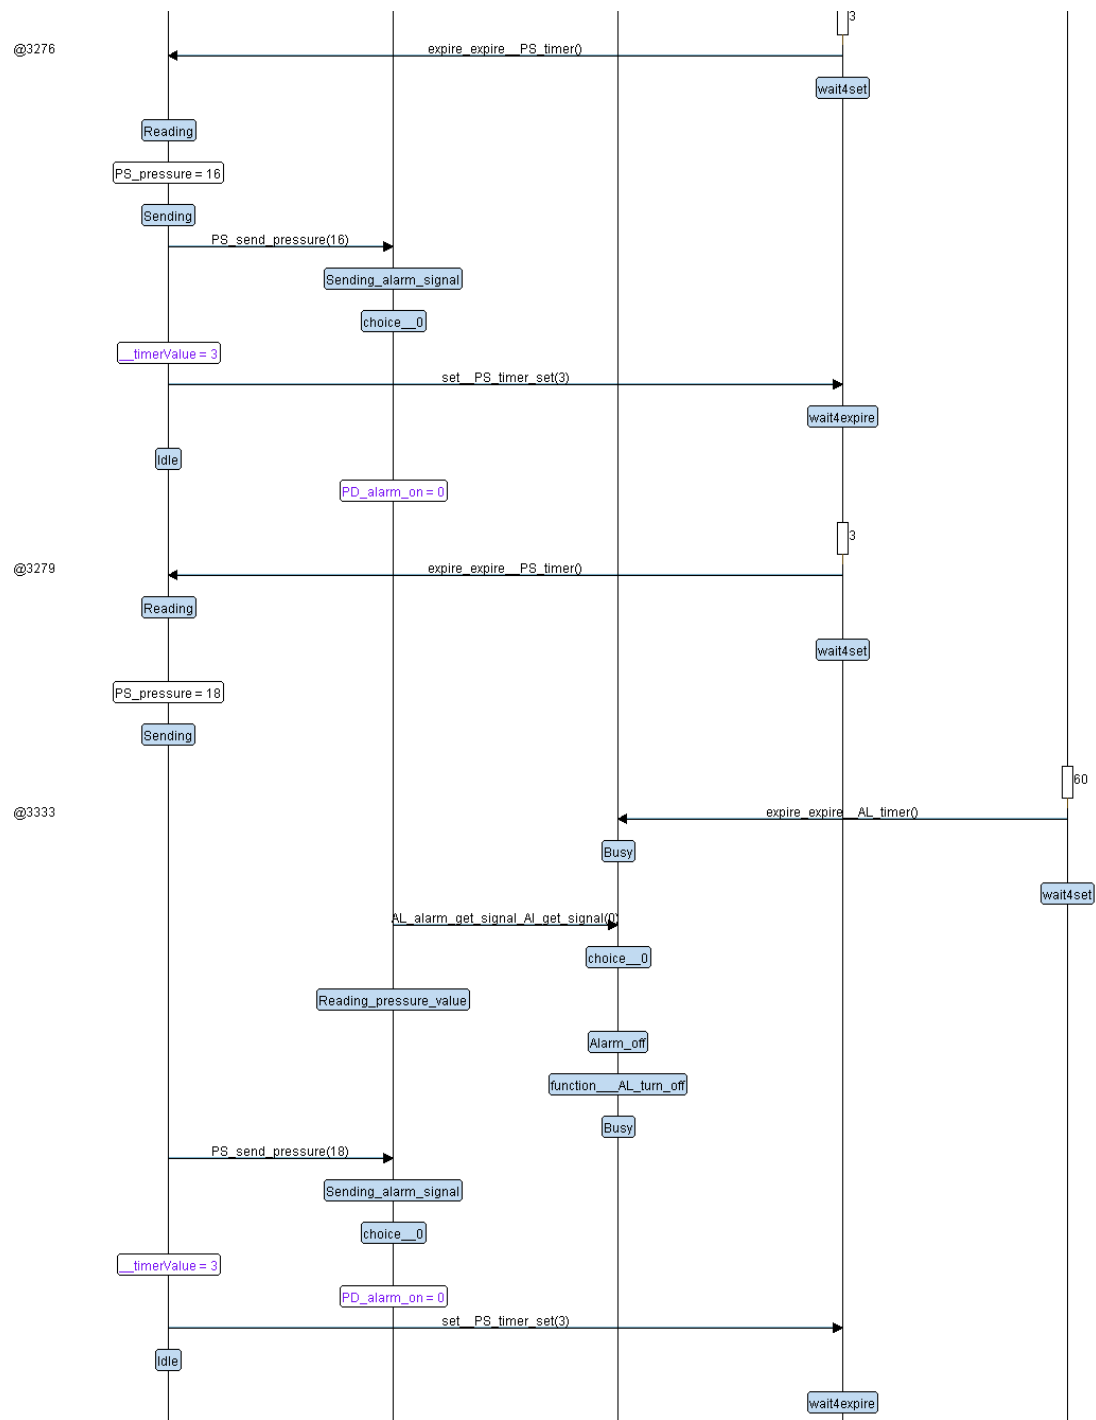 3
@3276
expire_expire__PS_timer()
wait4set
Reading
PS_pressure = 16
Sending
PS_send_pressure(16)
Sending_alarm_signal
choice__0
__timerValue = 3
set__PS_timer_set(3)
wait4expire
Idle
PD_alarm_on = 0
3
@3279
expire_expire__PS_timer()
Reading
wait4set
PS_pressure = 18
Sending
60
@3333
expire_expire__AL_timer()
Busy
wait4set
AL_alarm_get_signal_Al_get_signal(0)
choice__0
Reading_pressure_value
Alarm_off
function___AL_turn_off
Busy
PS_send_pressure(18)
Sending_alarm_signal
choice__0
__timerValue = 3
PD_alarm_on = 0
set__PS_timer_set(3)
Idle
wait4expire